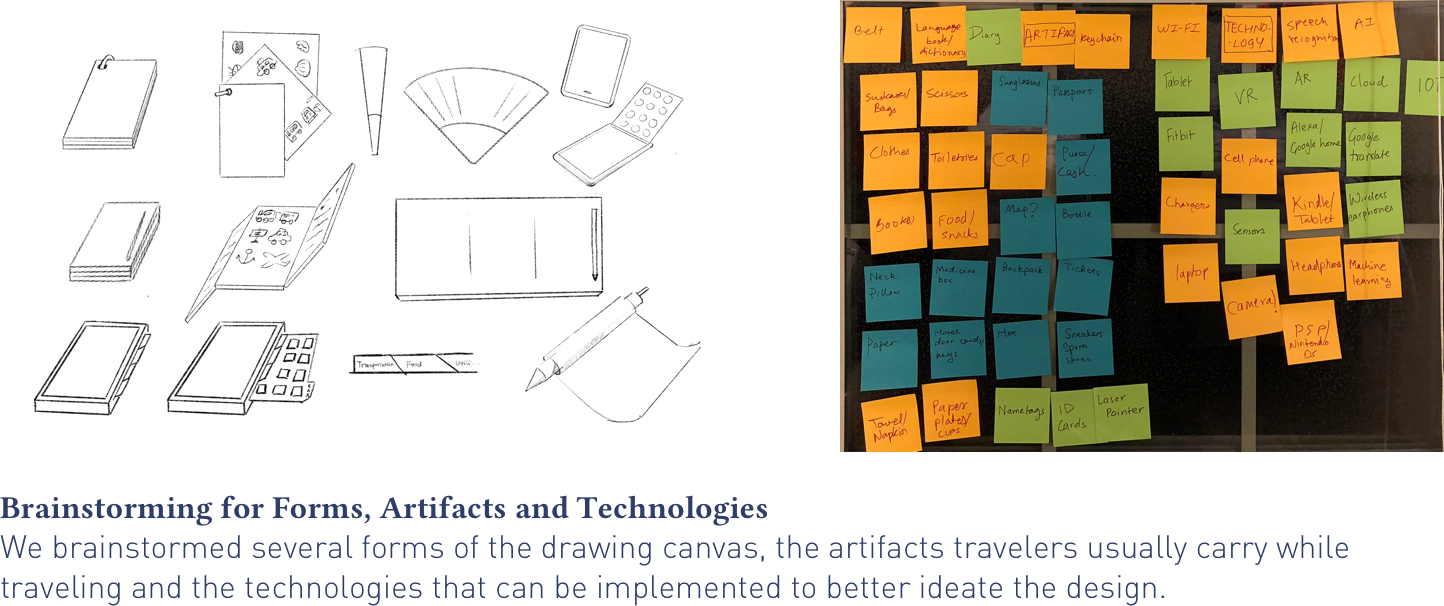 Belt
Language
book/
dictionary
Diary
ARTIFACT
Keychain
WI-FI
TECHNO-
-LOGY
Speech
recognition
AI
Suitcases/
Bags
Scissors
Sunglasses
Passport
Tablet
VR
AR
Cloud
IOT
Clothes
Toiletries
Cap
Purse/
Cash.
Fitbit
Cell phone
Alexa/
Google home
Google
translate
Books
Food/
snacks
Map?
Bottle
Chargers
Sensors
Kindle/
Tablet
Wireless
earphones
Neck
Pillow
Medicine
box
Backpack
Tickets
laptop
Camera!
Headphones
Machine
learning
Paper
Hotel
door cards/
keys
Sneakers
Sports
shoes
PSP/
Nintendo
DS
Towel/
Napkin
Paper
plates/
cups
Nametags
ID
Cards
Laser
Pointer
Transportation
Food
Brainstorming for Forms, Artifacts and Technologies
We brainstormed several forms of the drawing canvas, the artifacts travelers usually carry while
traveling and the technologies that can be implemented to better ideate the design.